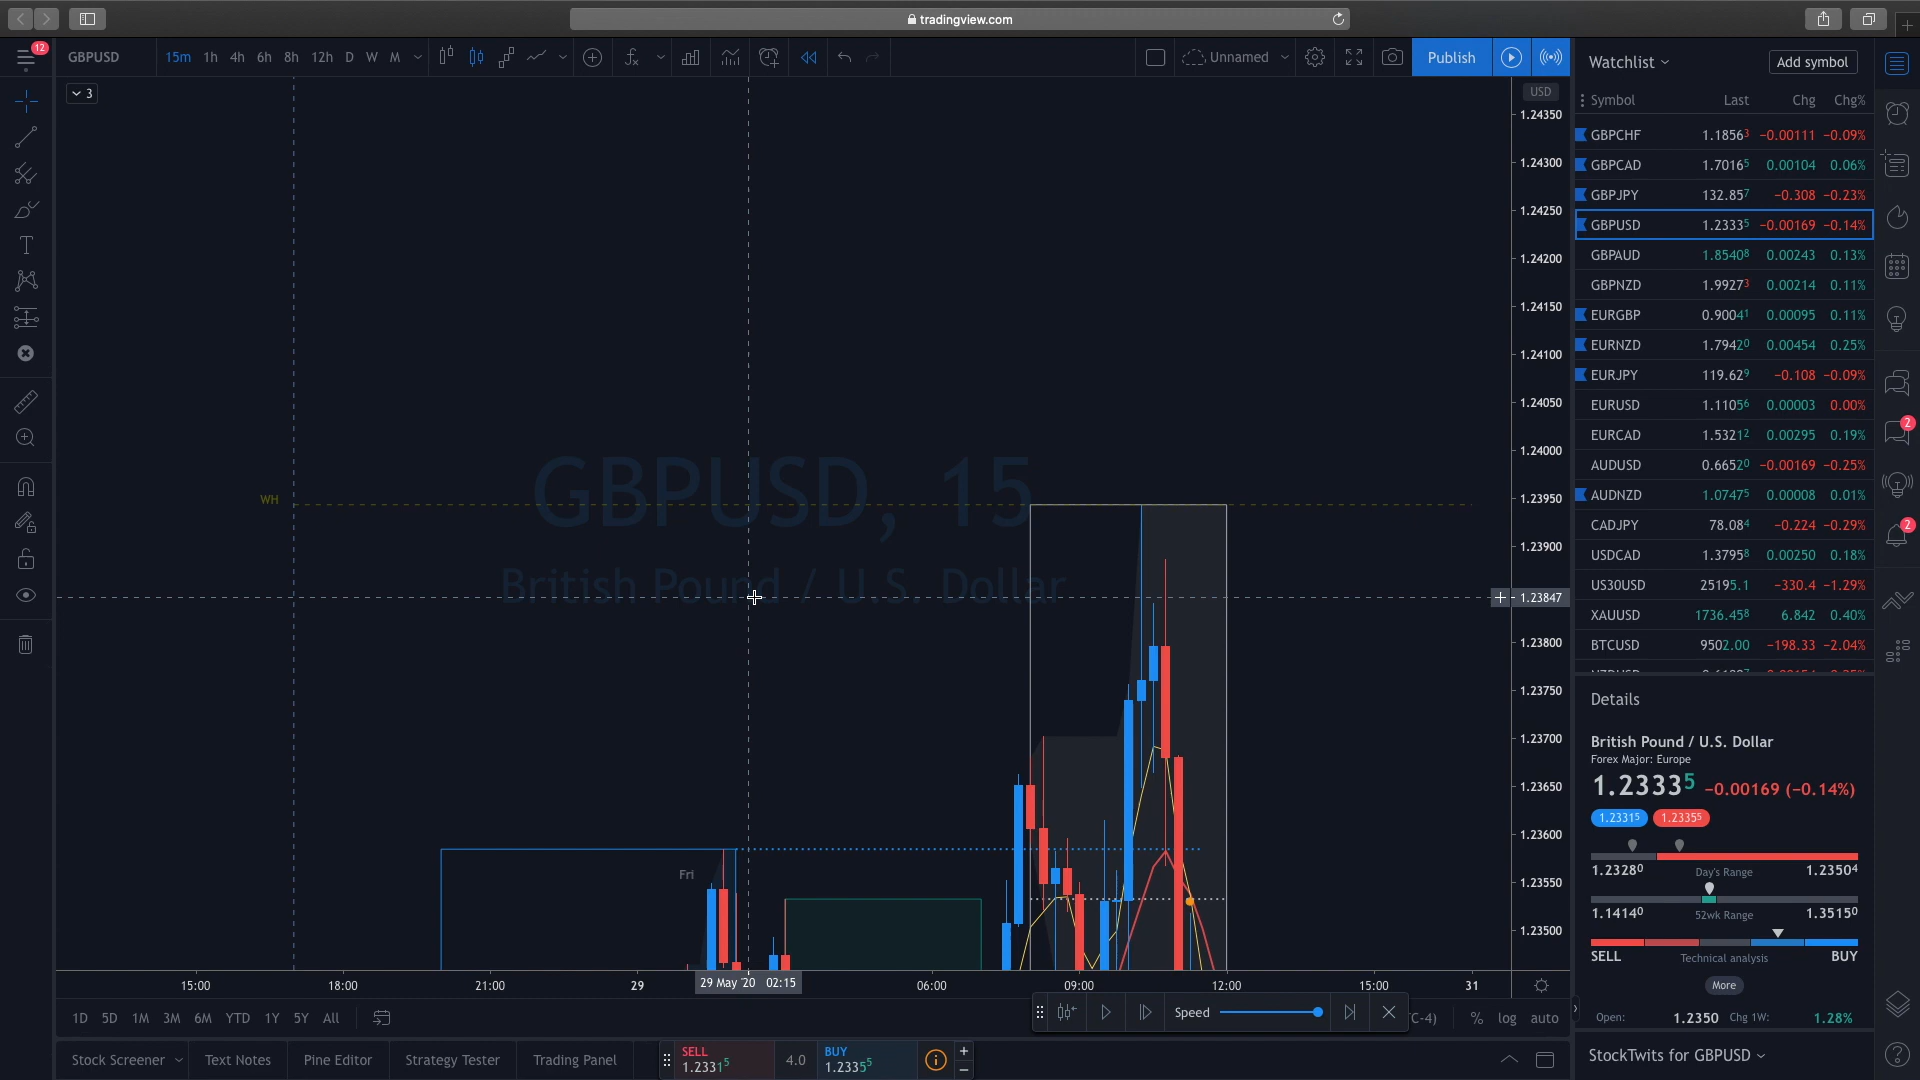 tradingview.com
12
GBPUSD
15m 1h 4h 6h 8h 12h D W M
Unnamed
Publish
Watchlist
Add symbol
3
USD
Symbol Last Chg Chg%
GBPCHF 1.18563 −0.00111 −0.09%
GBPCAD 1.70165 0.00104 0.06%
GBPJPY 132.857 −0.308 −0.23%
GBPUSD 1.23335 −0.00169 −0.14%
GBPAUD 1.85408 0.00243 0.13%
GBPNZD 1.99273 0.00214 0.11%
EURGBP 0.90041 0.00095 0.11%
EURNZD 1.79420 0.00454 0.25%
EURJPY 119.629 −0.108 −0.09%
EURUSD 1.11056 0.00003 0.00%
EURCAD 1.53212 0.00295 0.19%
AUDUSD 0.66520 −0.00169 −0.25%
AUDNZD 1.07475 0.00008 0.01%
CADJPY 78.084 −0.224 −0.29%
USDCAD 1.37958 0.00250 0.18%
US30USD 25195.1 −330.4 −1.29%
XAUUSD 1736.458 6.842 0.40%
BTCUSD 9502.00 −198.33 −2.04%
2
2
1.24350
1.24300
1.24250
1.24200
1.24150
1.24100
1.24050
1.24000
1.23950
1.23900
1.23847
1.23800
1.23750
1.23700
1.23650
1.23600
1.23550
1.23500
GBPUSD, 15
British Pound / U.S. Dollar
WH
Fri
15:00 18:00 21:00 29 29 May '20 02:15 06:00 09:00 12:00 15:00 31
Details
British Pound / U.S. Dollar
Forex Major: Europe
1.23335 −0.00169 (−0.14%)
1.23315 1.23355
1.23280 Day's Range 1.23504
1.14140 52wk Range 1.35150
SELL Technical analysis BUY
More
Open: 1.2350 Chg 1W: 1.28%
StockTwits for GBPUSD
1D 5D 1M 3M 6M YTD 1Y 5Y All
Speed
C-4) % log auto
Stock Screener Text Notes Pine Editor Strategy Tester Trading Panel
SELL
1.23315
4.0
BUY
1.23355